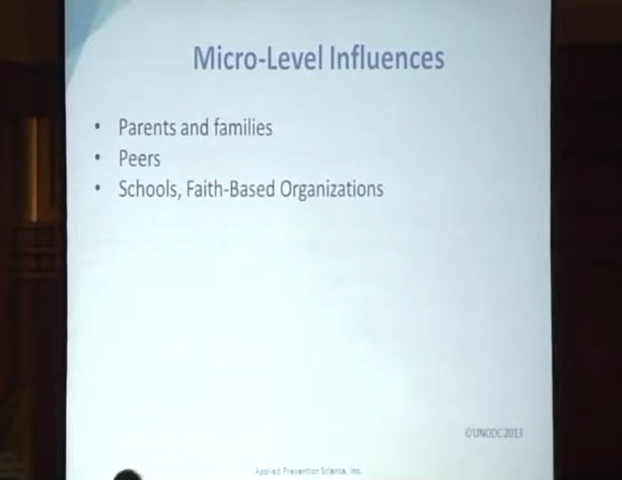 Micro-Level Influences
• Parents and families
• Peers
• Schools, Faith-Based Organizations
©UNODC 2013
Applied Prevention Science, Inc.